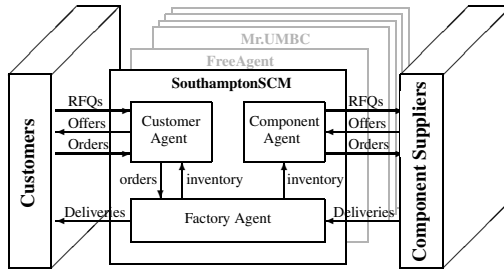 Mr.UMBC
FreeAgent
SouthamptonSCM
Customers
RFQs
Offers
Orders
Customer
Agent
Component
Agent
RFQs
Offers
Orders
Component Suppliers
orders
inventory
inventory
Deliveries
Factory Agent
Deliveries